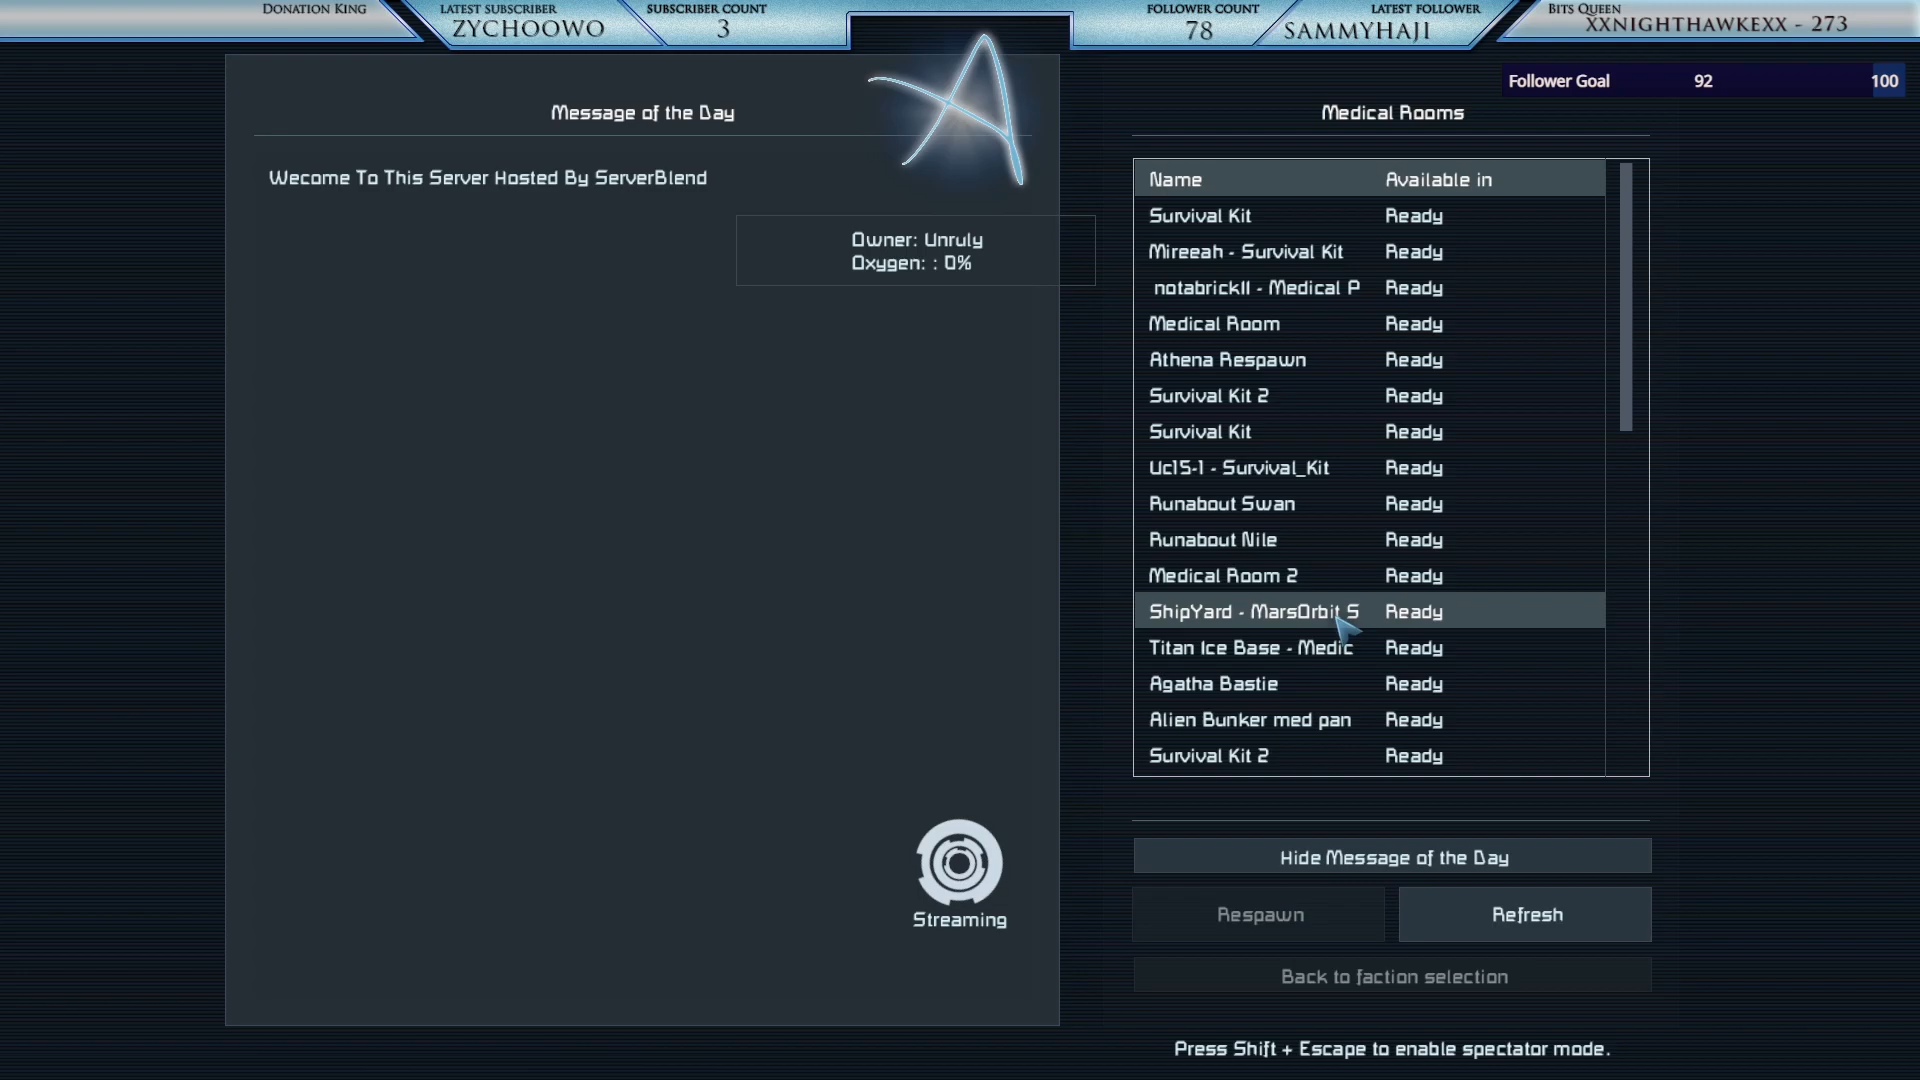 Donation King
Latest Subscriber
zychoowo
Subscriber Count
3
Follower Count
78
Latest Follower
sammyhaji
Bits Queen
xxnighthawkexx - 273
Follower Goal 92 100
Message of the Day
Wecome To This Server Hosted By ServerBlend
Owner: Unruly
Oxygen: : 0%
Streaming
Medical Rooms
Name Available in
Survival Kit Ready
Mireeah - Survival Kit Ready
notabrick11 - Medical P Ready
Medical Room Ready
Athena Respawn Ready
Survival Kit 2 Ready
Survival Kit Ready
Uc15-1 - Survival_Kit Ready
Runabout Swan Ready
Runabout Nile Ready
Medical Room 2 Ready
ShipYard - MarsOrbit S Ready
Titan Ice Base - Medic Ready
Agatha Bastie Ready
Alien Bunker med pan Ready
Survival Kit 2 Ready
Hide Message of the Day
Respawn Refresh
Back to faction selection
Press Shift + Escape to enable spectator mode.